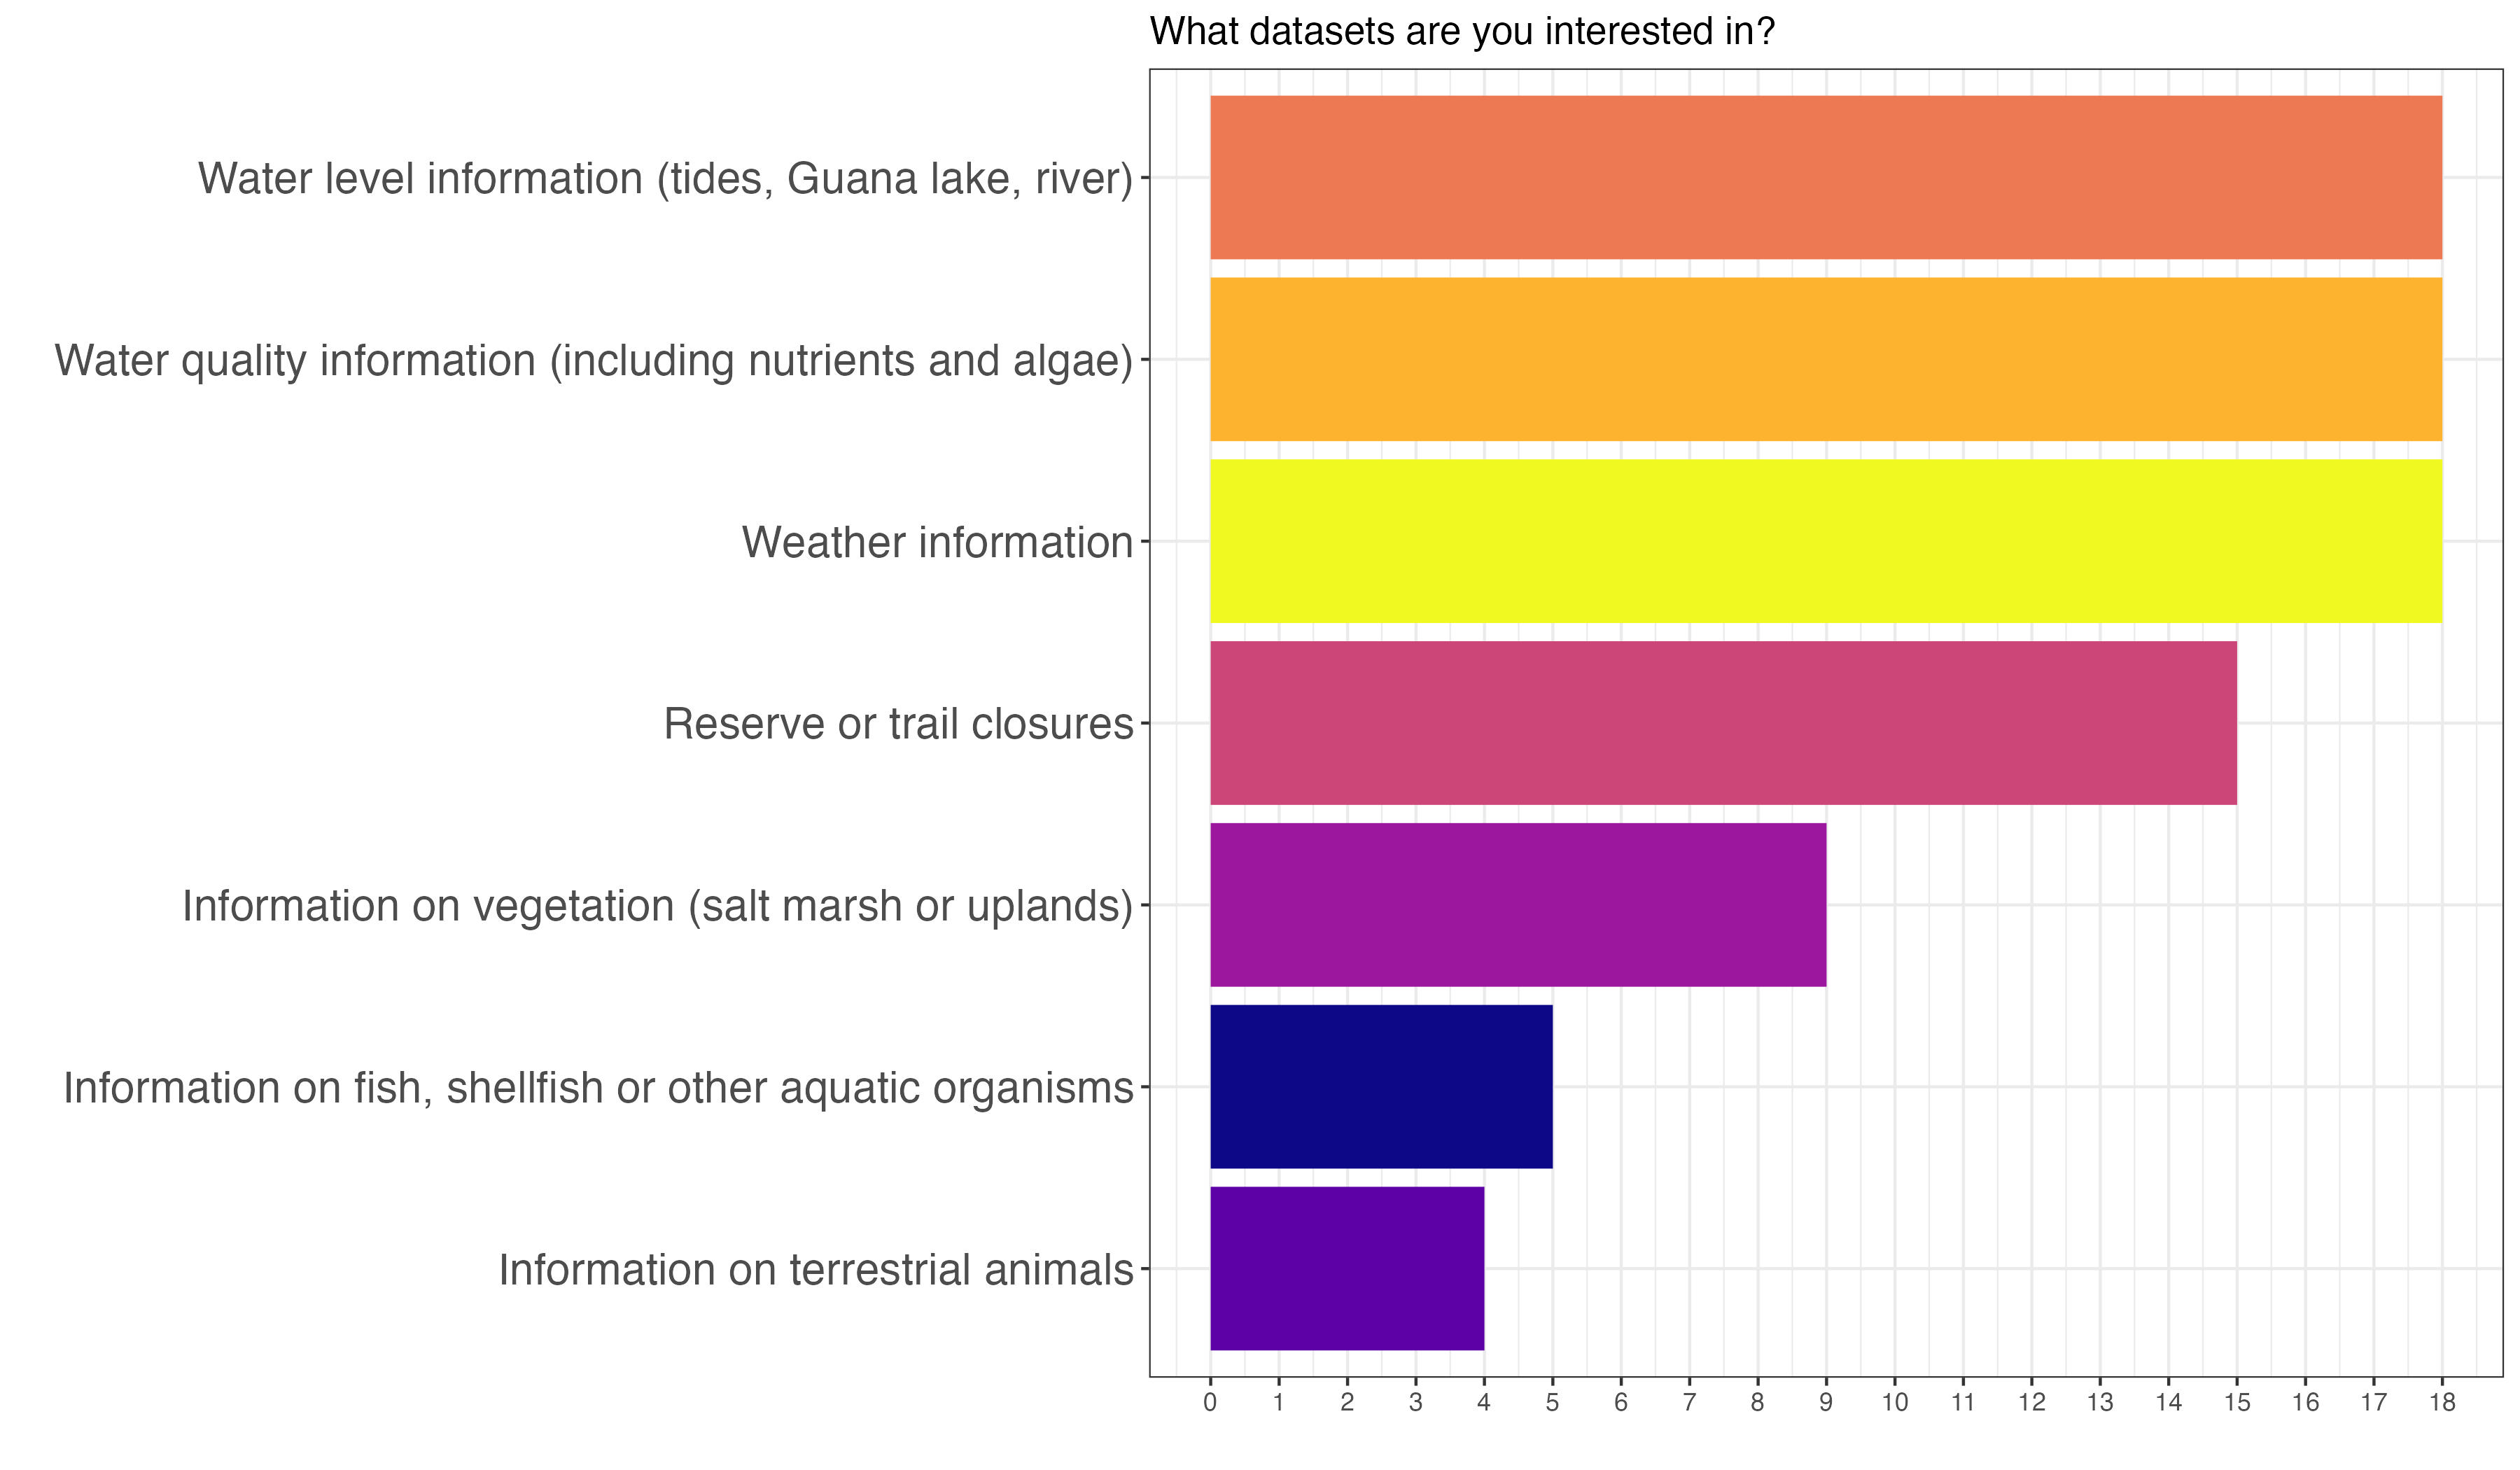 What datasets are you interested in?
Water level information (tides, Guana lake, river)
Water quality information (including nutrients and algae)
Weather information
Reserve or trail closures
Information on vegetation (salt marsh or uplands)
Information on fish, shellfish or other aquatic organisms
Information on terrestrial animals
0 1 2 3 4 5 6 7 8 9 10 11 12 13 14 15 16 17 18